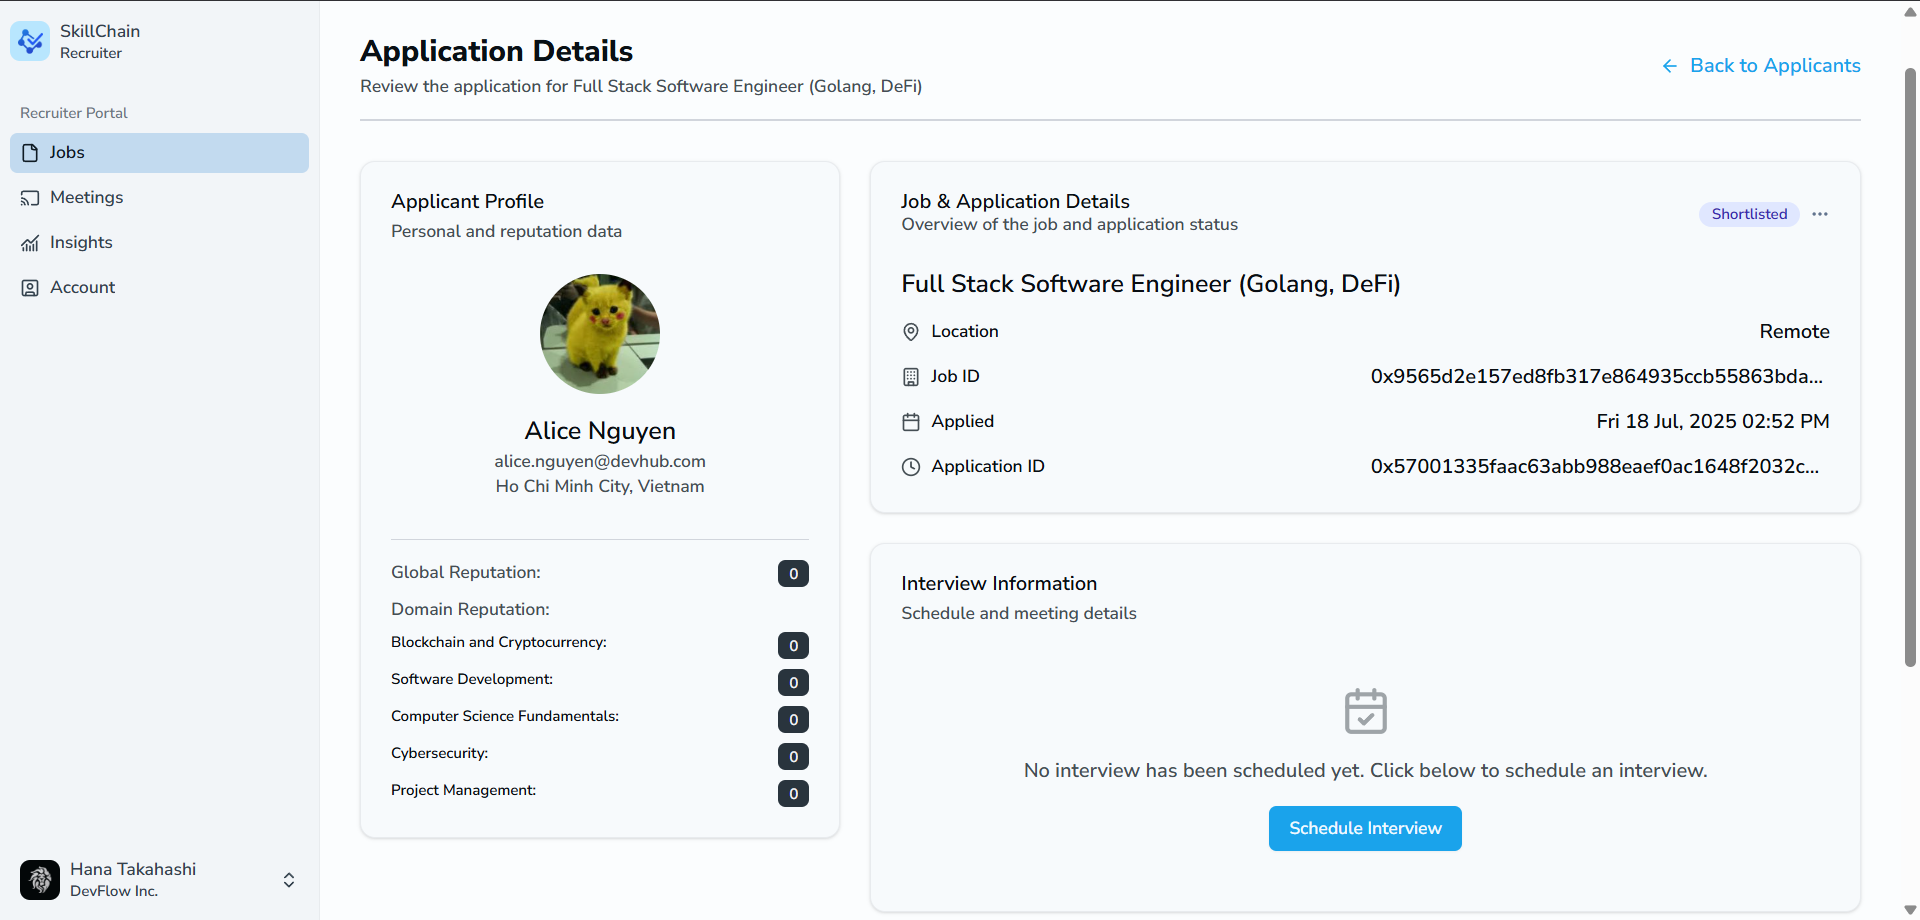 SkillChain
Recruiter
Recruiter Portal
Jobs
Meetings
Insights
Account
Hana Takahashi
DevFlow Inc.
Application Details
Review the application for Full Stack Software Engineer (Golang, DeFi)
Back to Applicants
Applicant Profile
Personal and reputation data
Alice Nguyen
alice.nguyen@devhub.com
Ho Chi Minh City, Vietnam
Global Reputation: 0
Domain Reputation:
Blockchain and Cryptocurrency: 0
Software Development: 0
Computer Science Fundamentals: 0
Cybersecurity: 0
Project Management: 0
Job & Application Details
Overview of the job and application status
Shortlisted
Full Stack Software Engineer (Golang, DeFi)
Location Remote
Job ID 0x9565d2e157ed8fb317e864935ccb55863bda...
Applied Fri 18 Jul, 2025 02:52 PM
Application ID 0x57001335faac63abb988eaef0ac1648f2032c...
Interview Information
Schedule and meeting details
No interview has been scheduled yet. Click below to schedule an interview.
Schedule Interview